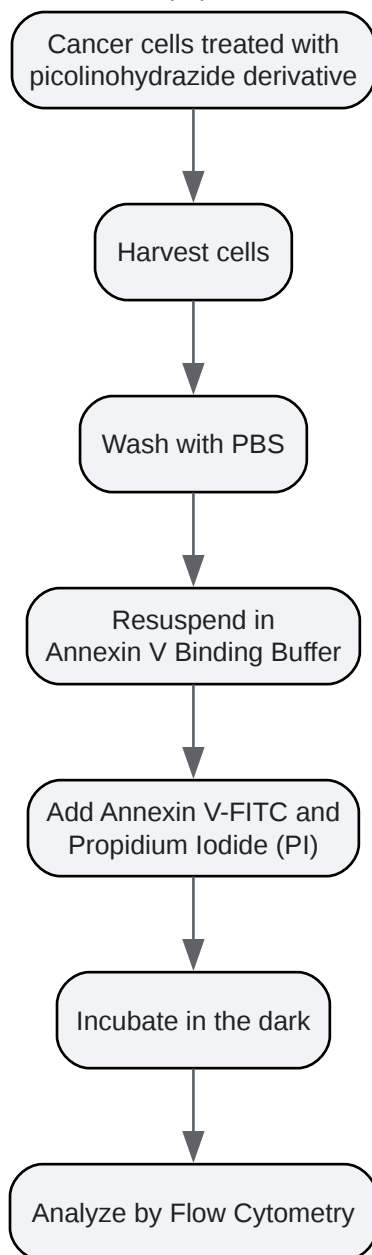 Cancer cells treated with
picolinohydrazide derivative
Harvest cells
Wash with PBS
Resuspend in
Annexin V Binding Buffer
Add Annexin V-FITC and
Propidium Iodide (PI)
Incubate in the dark
Analyze by Flow Cytometry